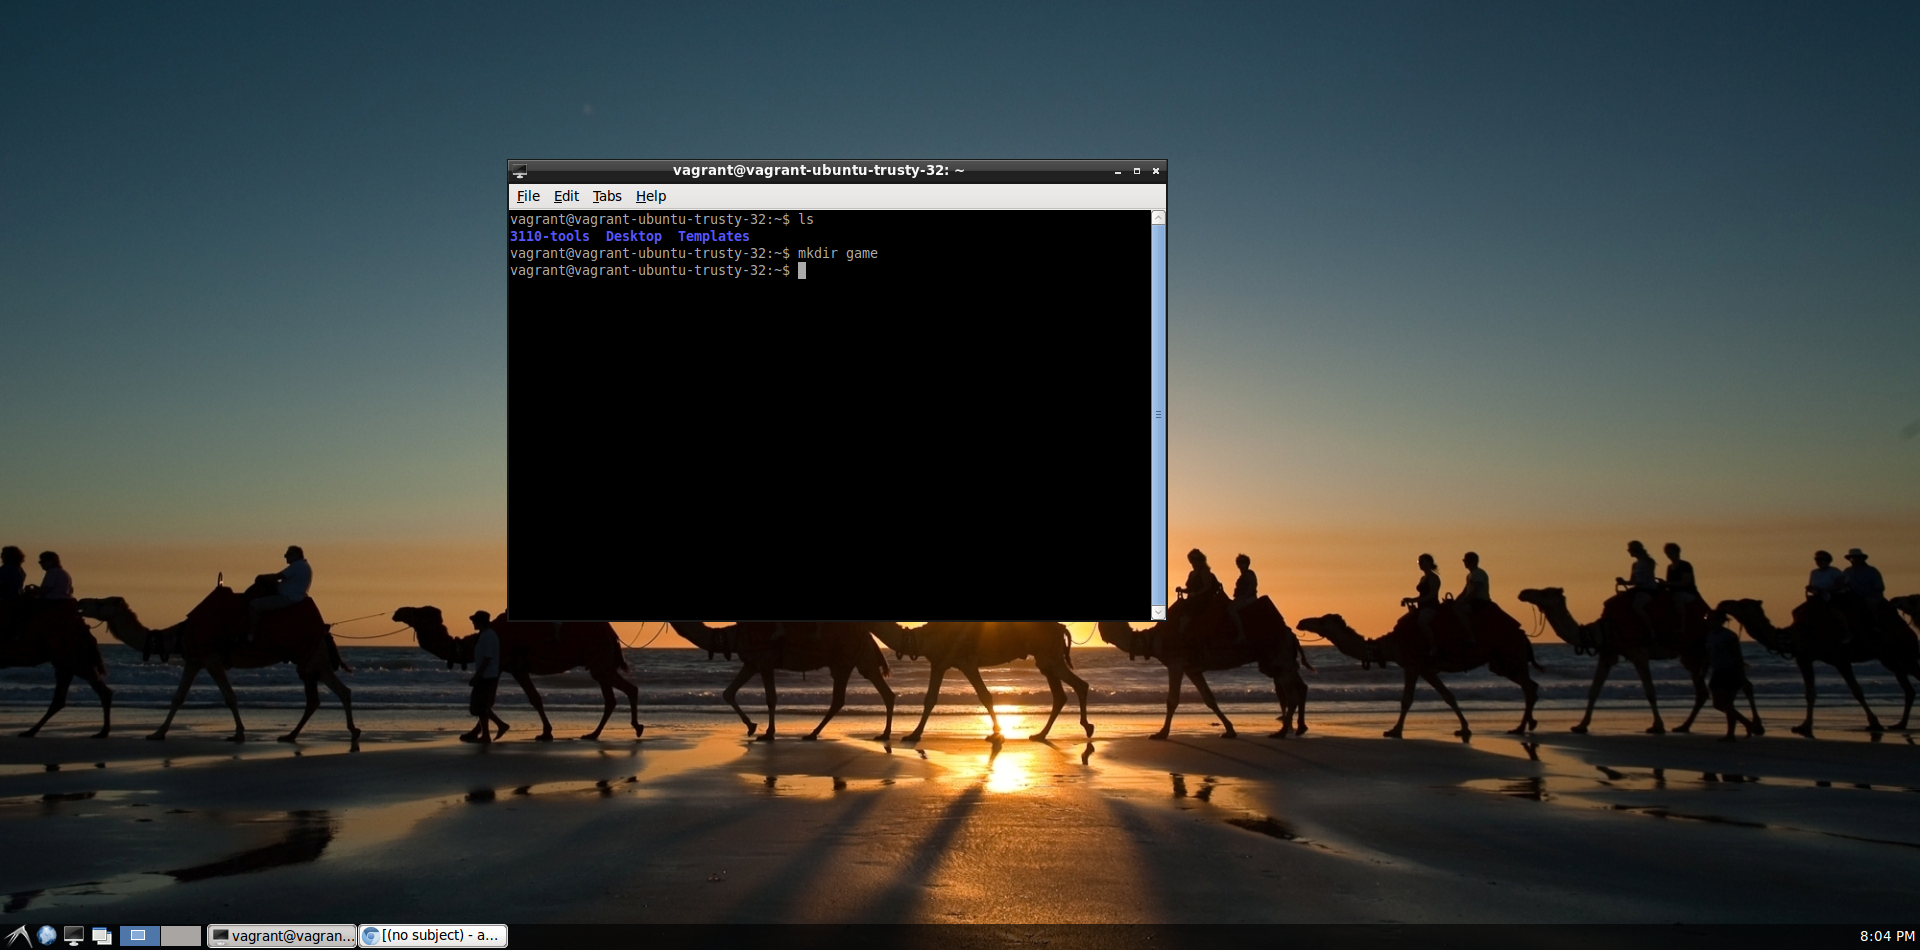 vagrant@vagrant-ubuntu-trusty-32: ~
File Edit Tabs Help
vagrant@vagrant-ubuntu-trusty-32:~$ ls
3110-tools Desktop Templates
vagrant@vagrant-ubuntu-trusty-32:~$ mkdir game
vagrant@vagrant-ubuntu-trusty-32:~$
vagrant@vagran... [(no subject) - a... 8:04 PM